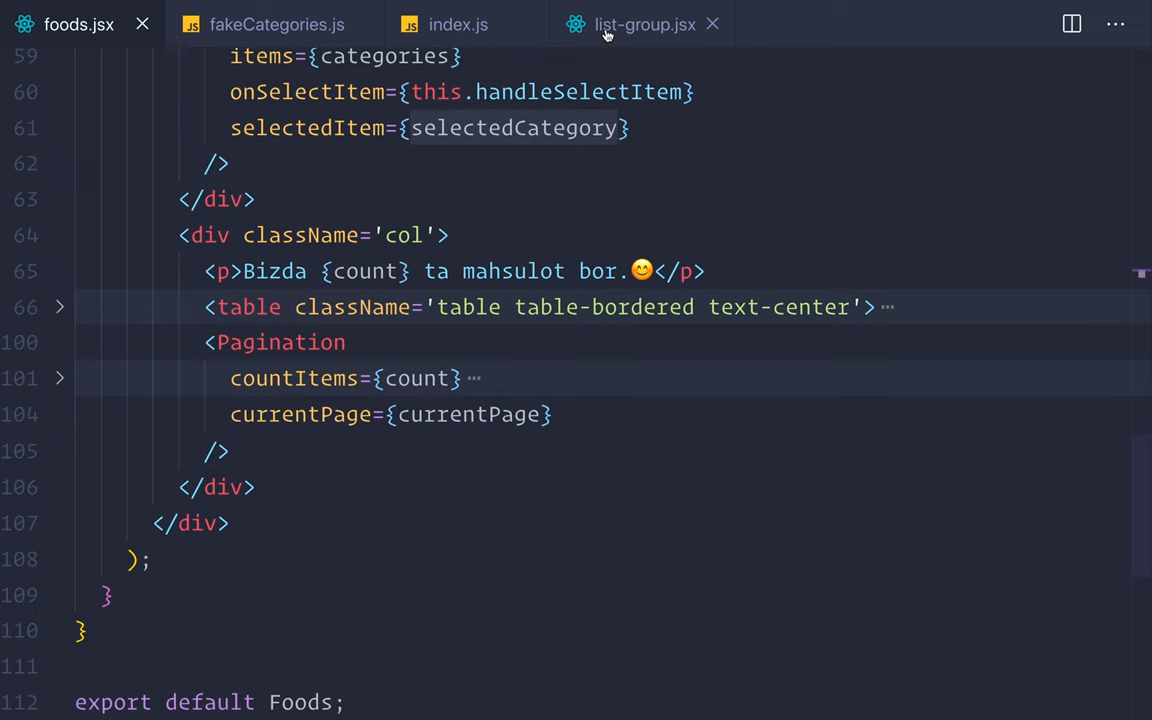 foods.jsx JS fakeCategories.js JS index.js list-group.jsx
59 items={categories}
60 onSelectItem={this.handleSelectItem}
61 selectedItem={selectedCategory}
62 />
63 </div>
64 <div className='col'>
65 <p>Bizda {count} ta mahsulot bor.😊</p>
66 <table className='table table-bordered text-center'>
100 <Pagination
101 countItems={count}
104 currentPage={currentPage}
105 />
106 </div>
107 </div>
108 );
109 }
110 }
111
112 export default Foods;